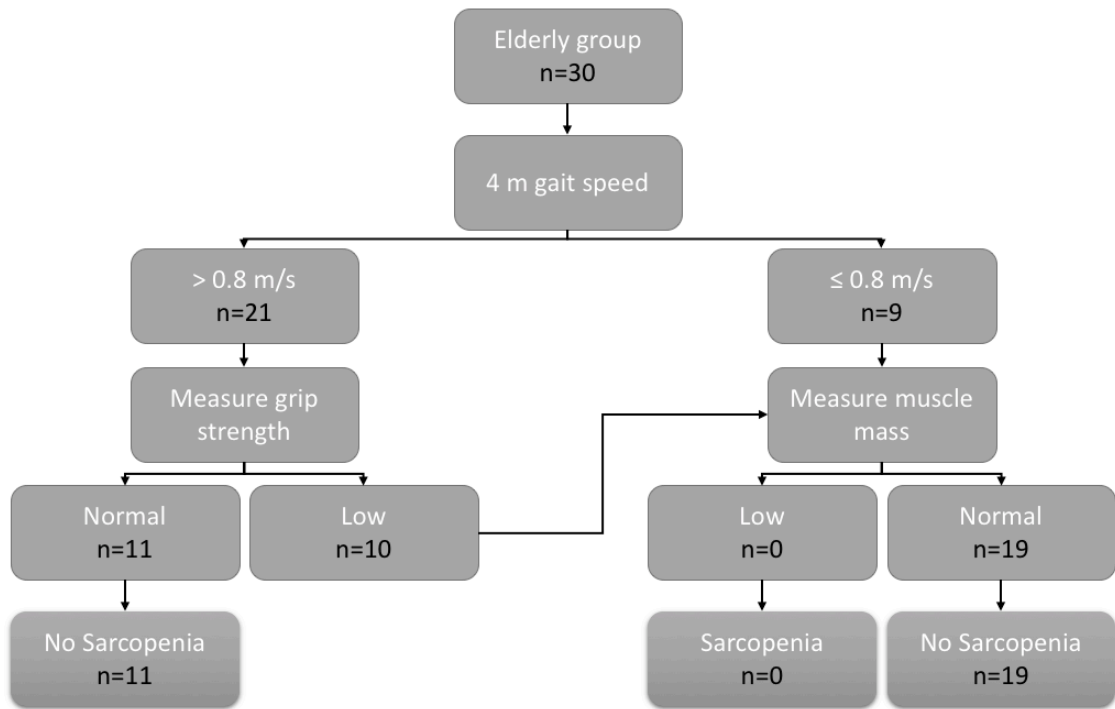 Elderly group
n=30
4 m gait speed
> 0.8 m/s
n=21
≤ 0.8 m/s
n=9
Measure grip
strength
Measure muscle
mass
Normal
n=11
Low
n=10
Low
n=0
Normal
n=19
No Sarcopenia
n=11
Sarcopenia
n=0
No Sarcopenia
n=19